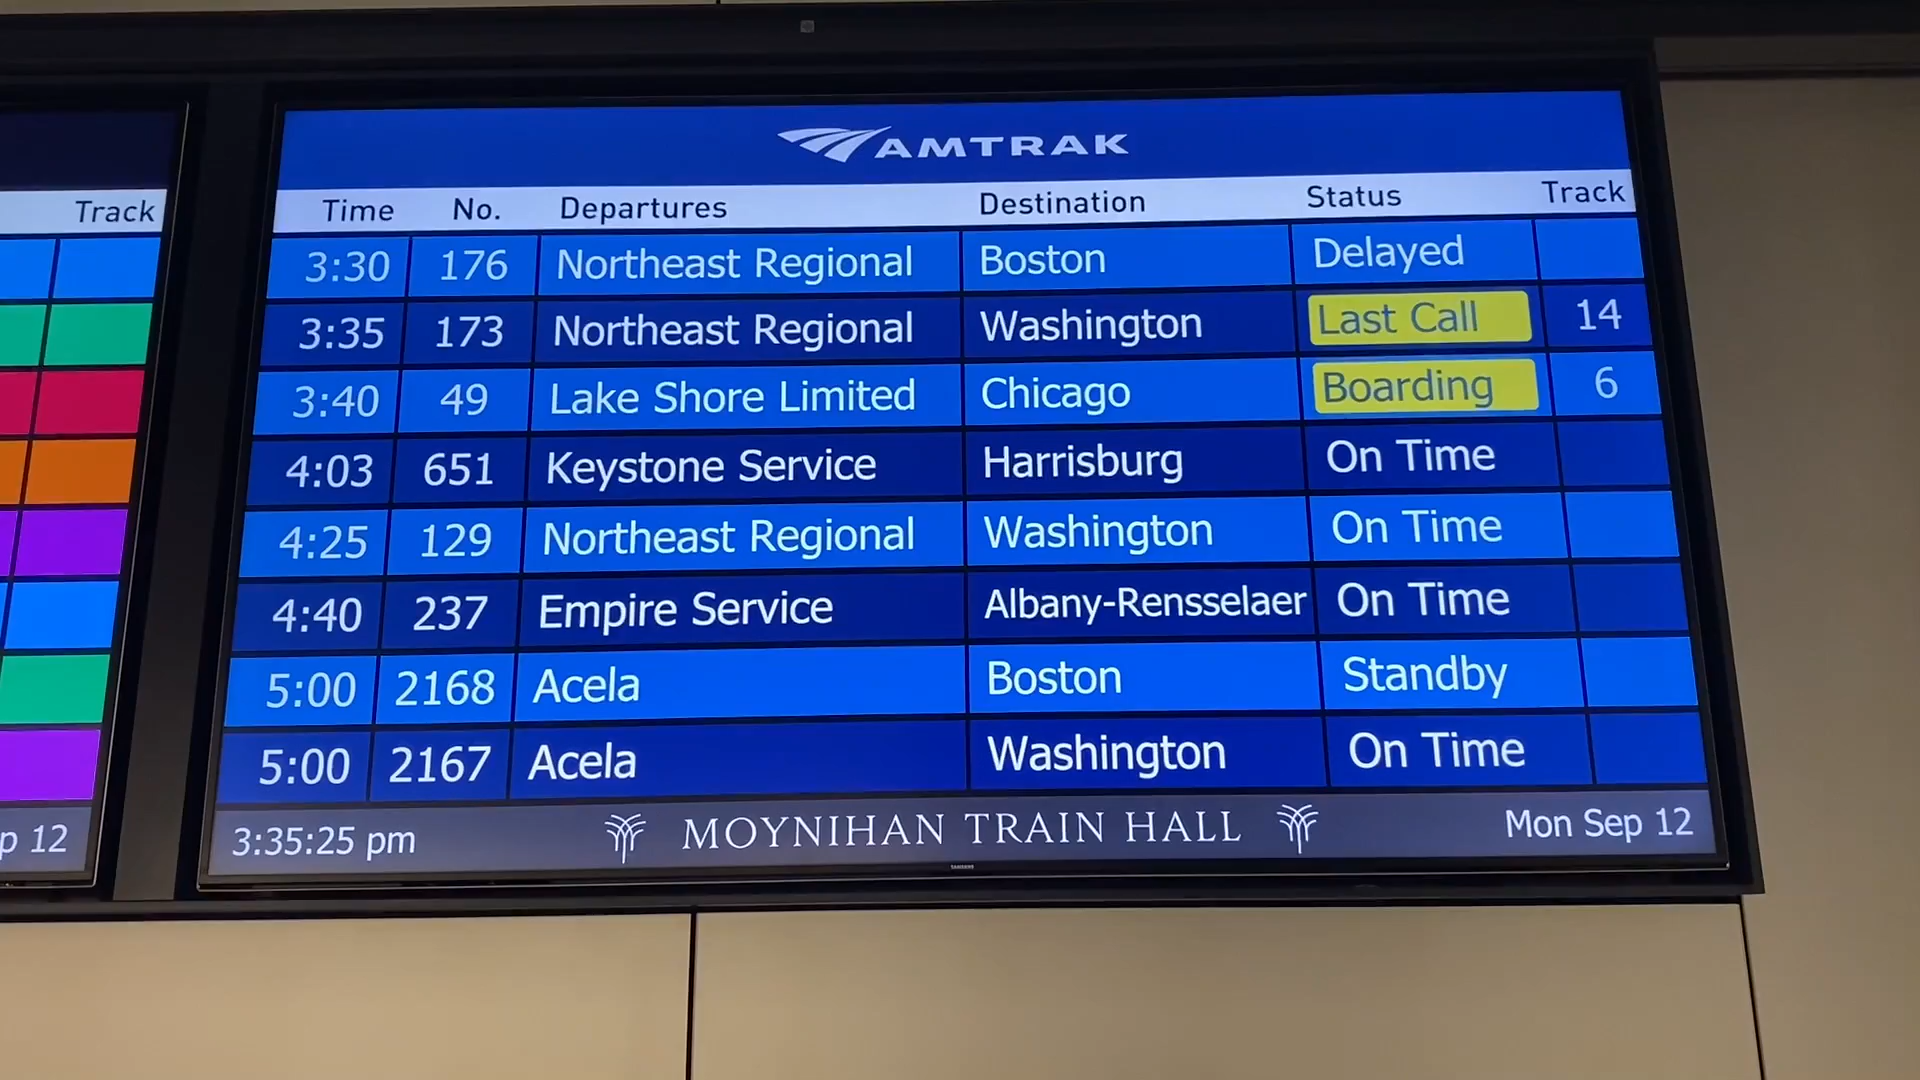 AMTRAK
Track
Time No. Departures Destination Status Track
3:30 176 Northeast Regional Boston Delayed
3:35 173 Northeast Regional Washington Last Call 14
3:40 49 Lake Shore Limited Chicago Boarding 6
4:03 651 Keystone Service Harrisburg On Time
4:25 129 Northeast Regional Washington On Time
4:40 237 Empire Service Albany-Rensselaer On Time
5:00 2168 Acela Boston Standby
5:00 2167 Acela Washington On Time
p 12
3:35:25 pm MOYNIHAN TRAIN HALL Mon Sep 12
SAMSUNG